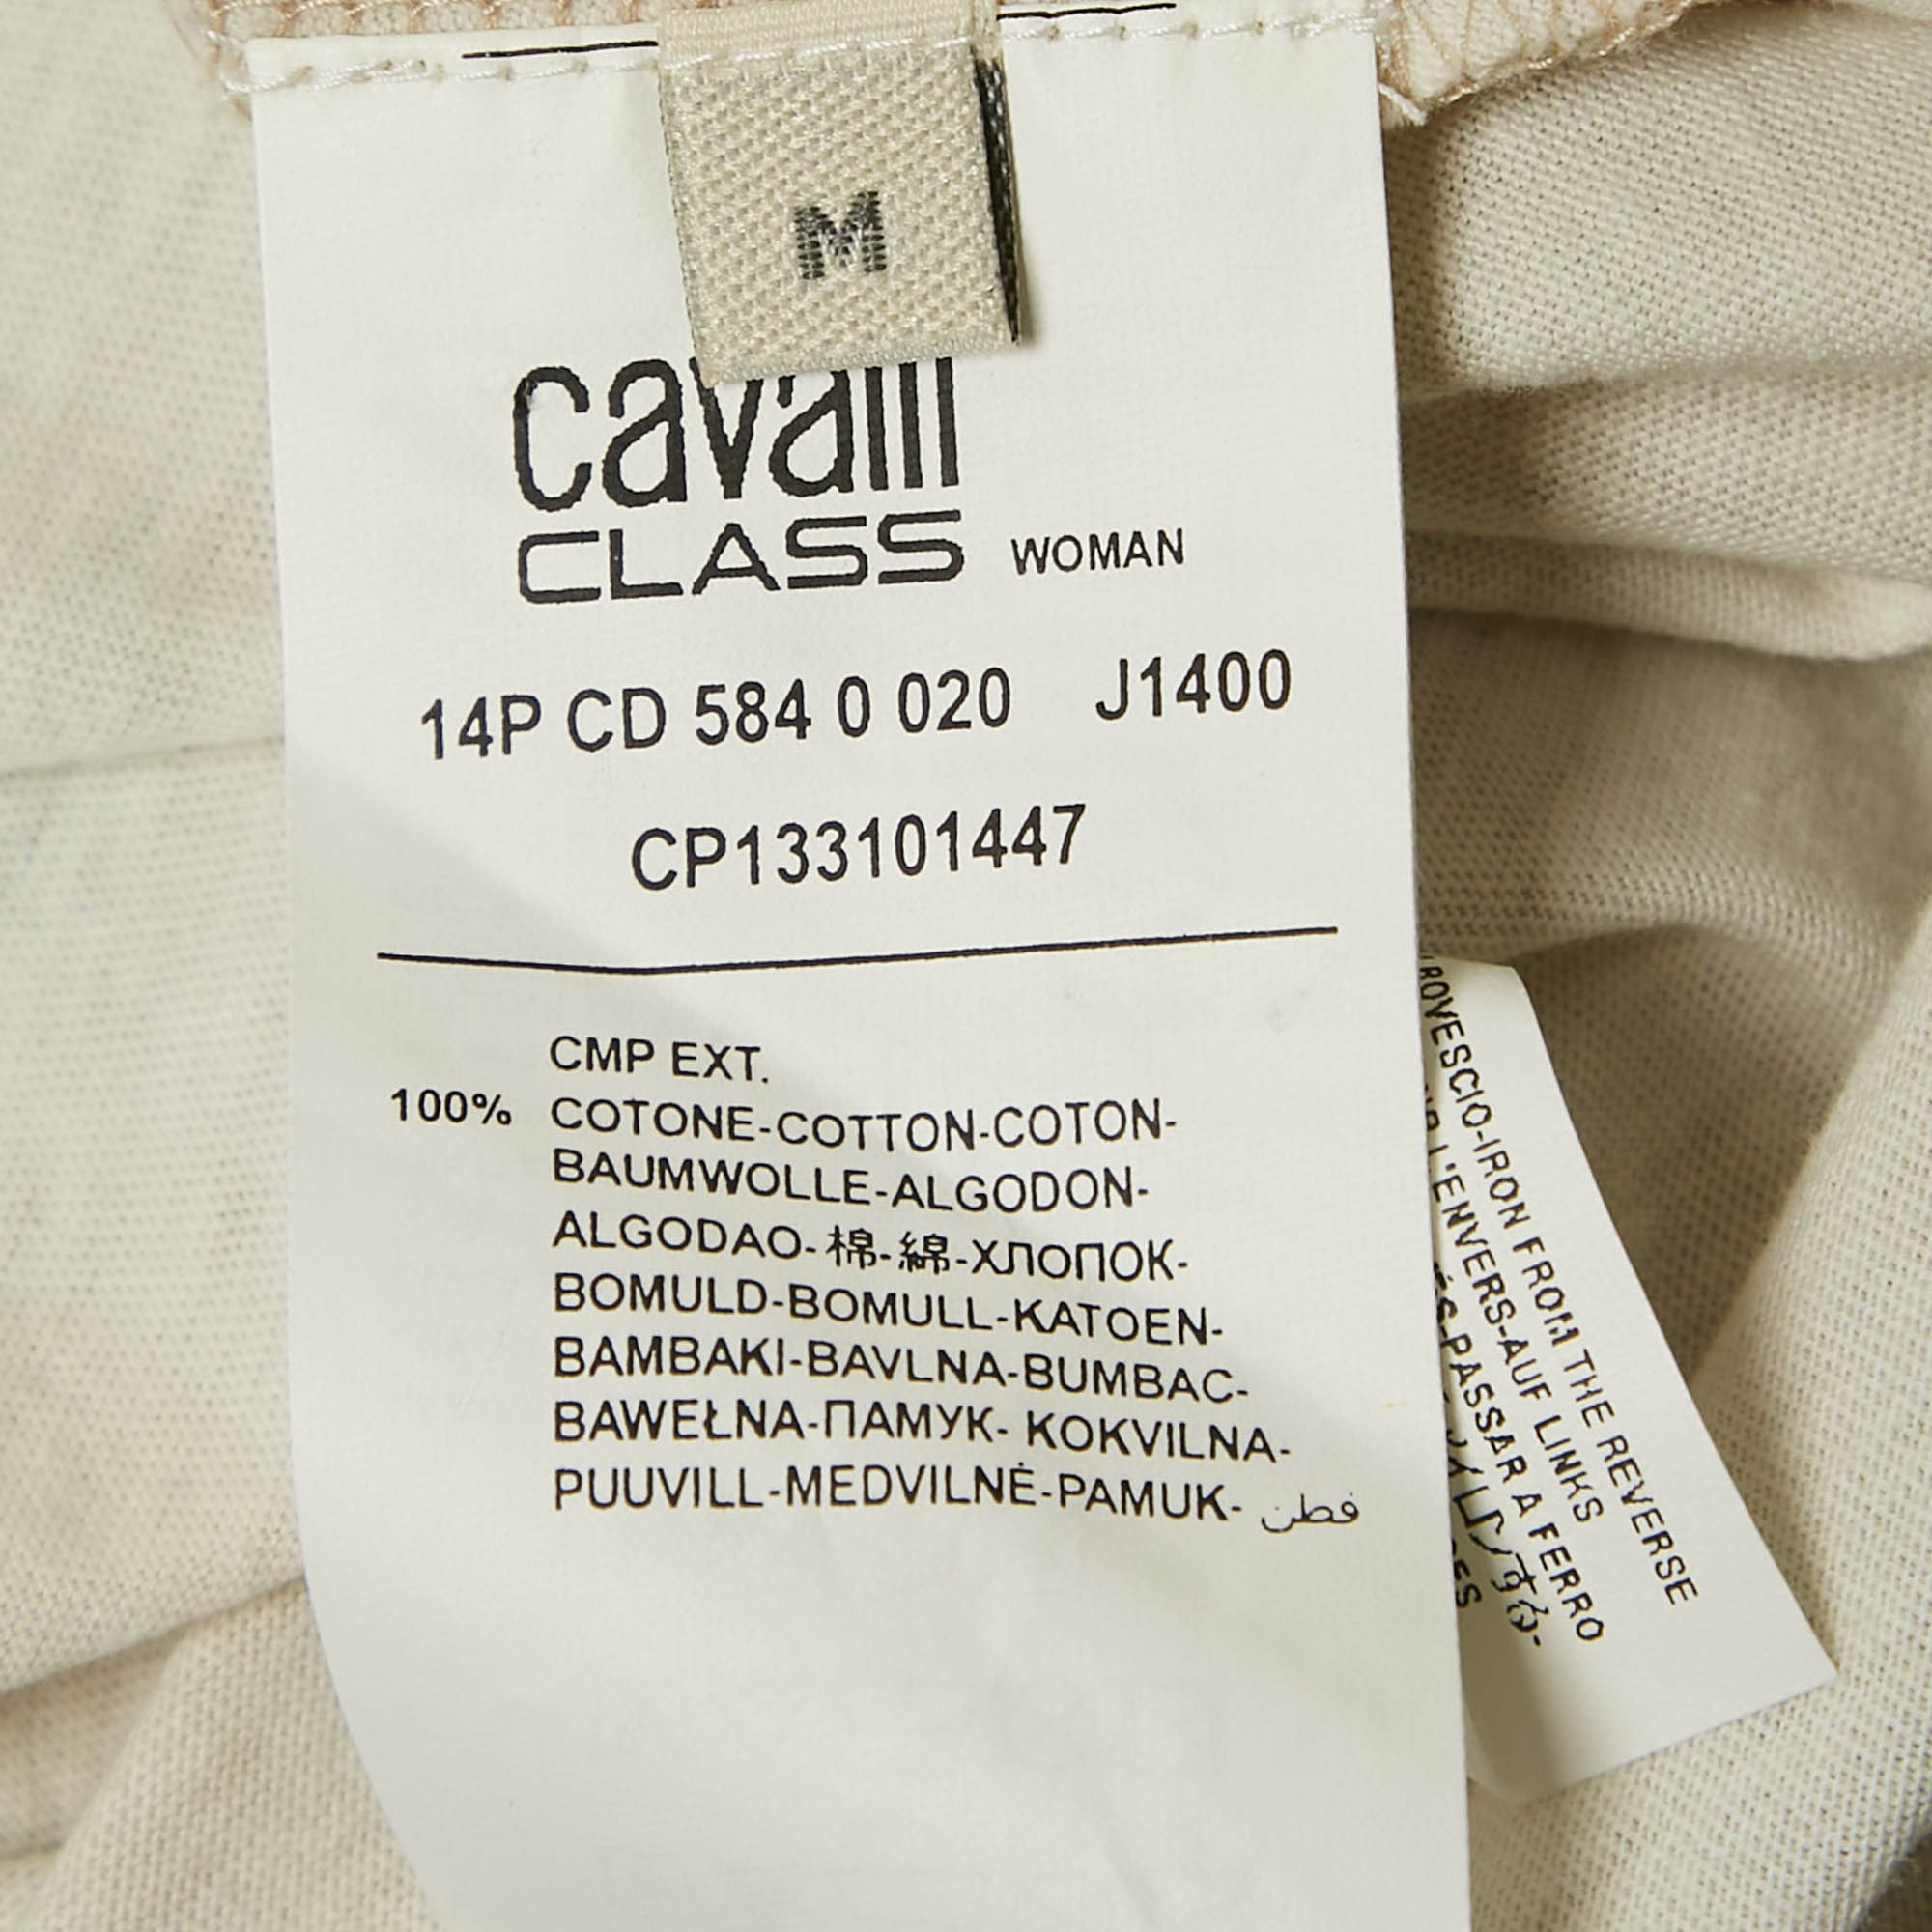 M
cavalli
CLASS WOMAN
14P CD 584 0 020 J1400
CP133101447
CMP EXT.
100% COTONE-COTTON-COTON-
BAUMWOLLE-ALGODON-
ALGODAO-棉-綿-ХЛОПОК-
BOMULD-BOMULL-KATOEN-
BAMBAKI-BAVLNA-BUMBAC-
BAWEŁNA-ПАМУК- KOKVILNA-
PUUVILL-MEDVILNĖ-PAMUK- قطن
ROVESCIO-IRON FROM THE REVERSE
L'ENVERS-AUF LINKS
PASSAR A FERRO